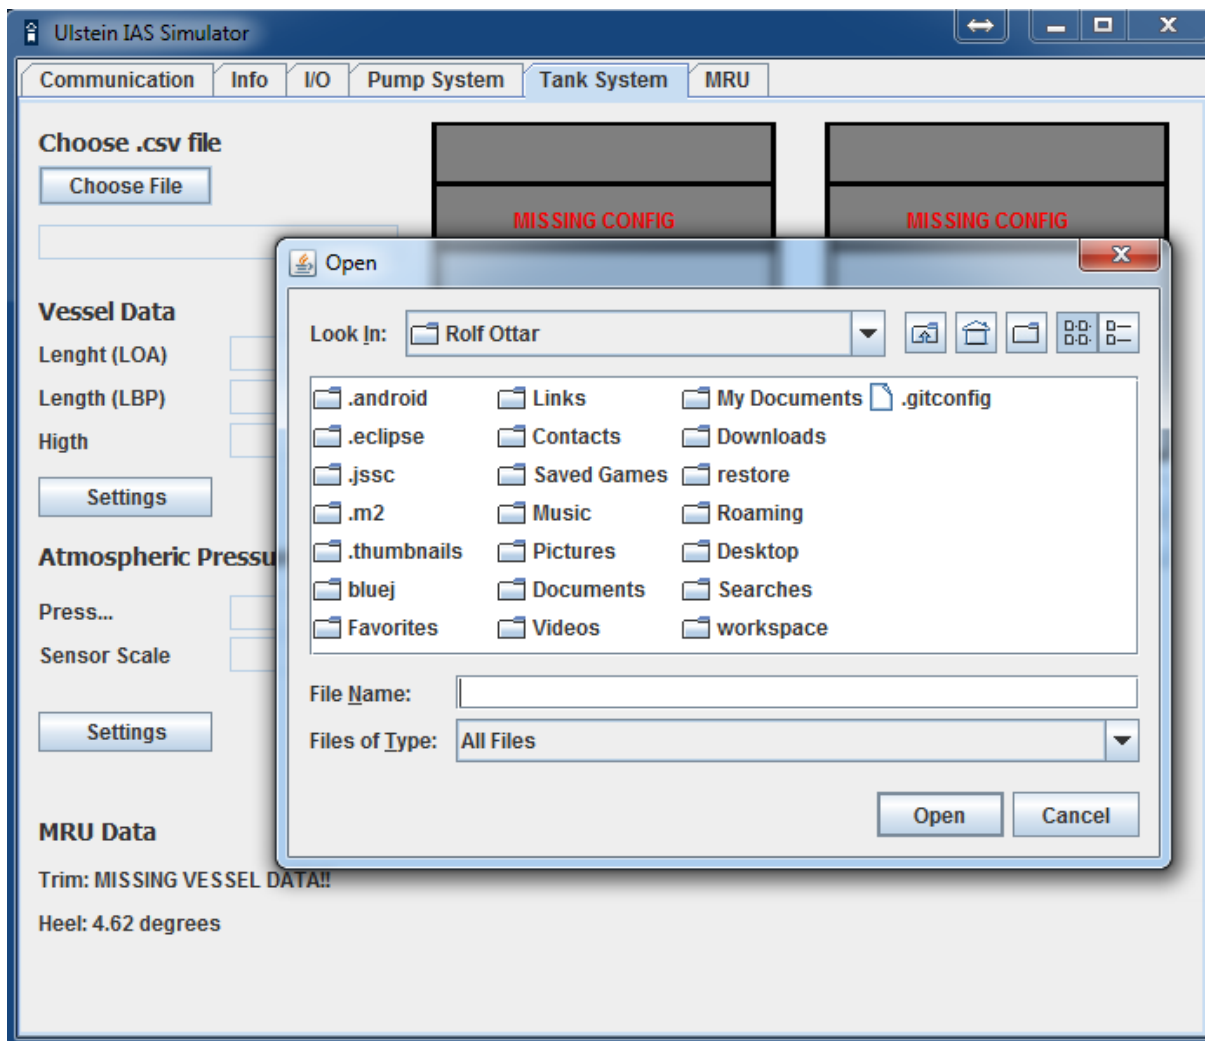 Ulstein IAS Simulator
Communication Info I/O Pump System Tank System MRU
Choose .csv file
Choose File
MISSING CONFIG MISSING CONFIG
Open
Look In: Rolf Ottar
.android Links My Documents .gitconfig
.eclipse Contacts Downloads
.jssc Saved Games restore
.m2 Music Roaming
.thumbnails Pictures Desktop
bluej Documents Searches
Favorites Videos workspace
File Name:
Files of Type: All Files
Open Cancel
Vessel Data
Lenght (LOA)
Length (LBP)
Higth
Settings
Atmospheric Pressu
Press...
Sensor Scale
Settings
MRU Data
Trim: MISSING VESSEL DATA!!
Heel: 4.62 degrees